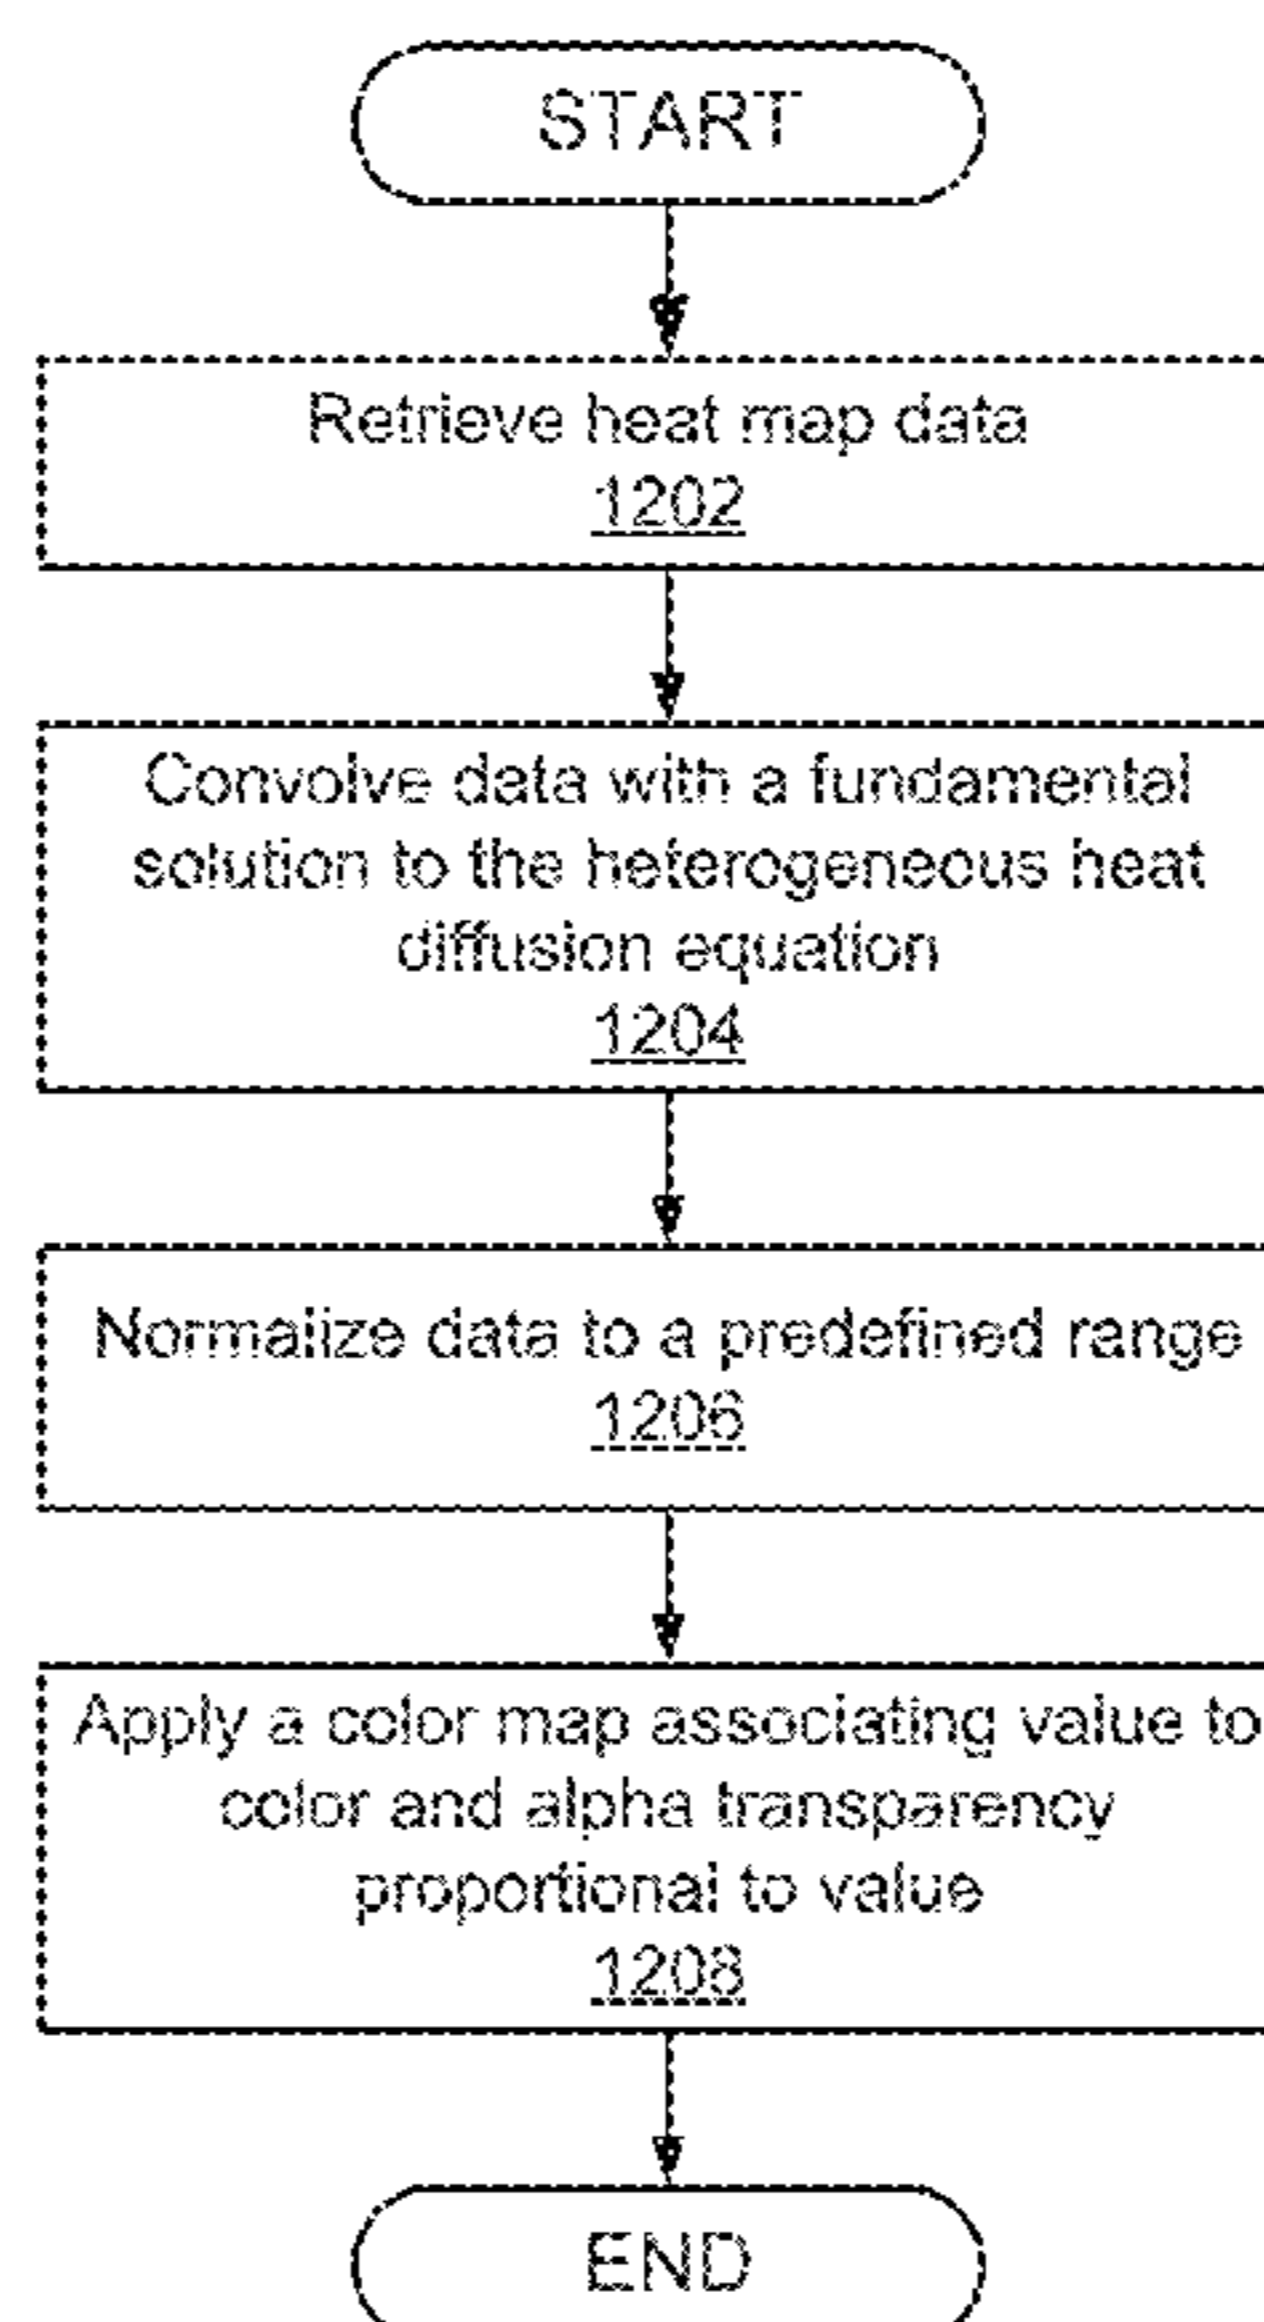 START
Retrieve heat map data
1202
Convolve data with a fundamental
solution to the heterogeneous heat
diffusion equation
1204
Normalize data to a predefined range
1206
Apply a color map associating value to
color and alpha transparency
proportional to value
1208
END